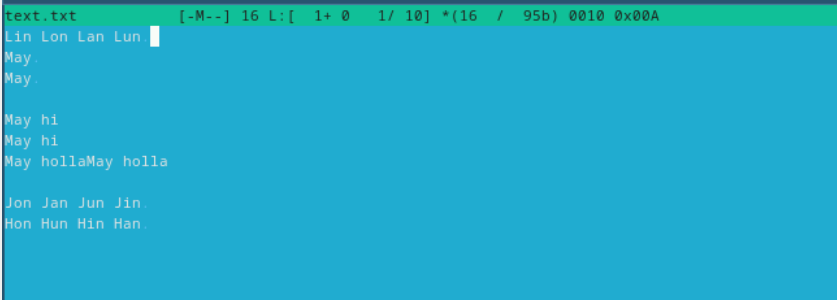 text.txt [-M--] 16 L:[ 1+ 0 1/ 10] *(16 / 95b) 0010 0x00A
Lin Lon Lan Lun.
May.
May.
May hi
May hi
May hollaMay holla
Jon Jan Jun Jin.
Hon Hun Hin Han.